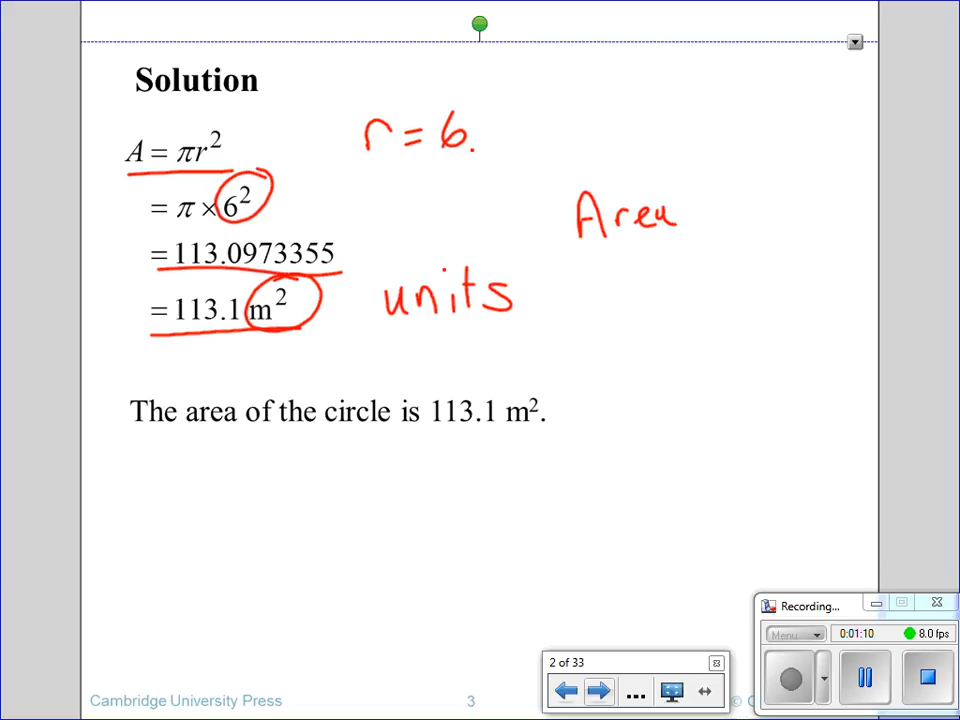 Solution
A = πr² r = 6.
= π × 6²
Area
= 113.0973355
= 113.1 m² units
The area of the circle is 113.1 m².
Recording...
Menu 0:01:10 8.0 fps
2 of 33
...
Cambridge University Press 3 ©